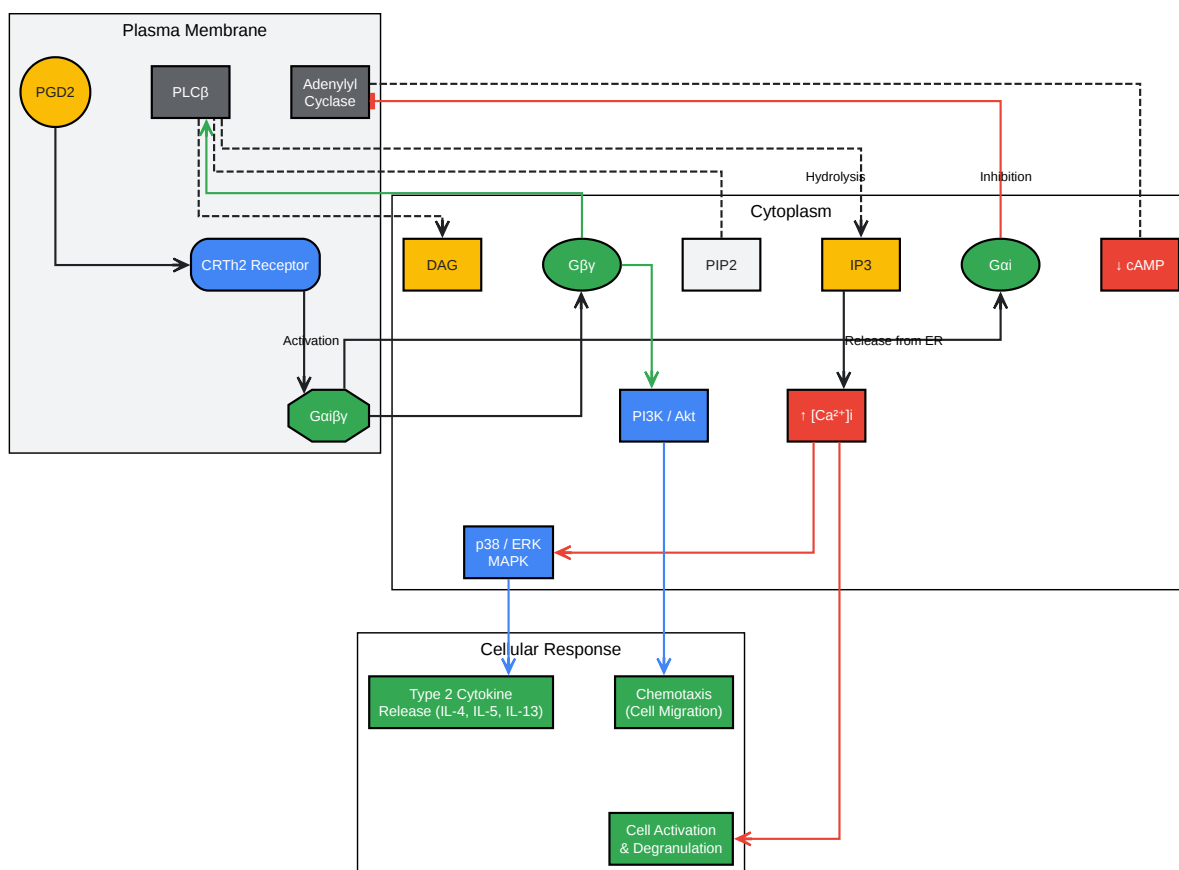 Plasma Membrane
PGD2
PLCβ
Adenylyl
Cyclase
Hydrolysis
Inhibition
Cytoplasm
CRTh2 Receptor
DAG
Gβγ
PIP2
IP3
Gαi
↓ cAMP
Activation
Release from ER
Gαiβγ
PI3K / Akt
↑ [Ca²⁺]i
p38 / ERK
MAPK
Cellular Response
Type 2 Cytokine
Release (IL-4, IL-5, IL-13)
Chemotaxis
(Cell Migration)
Cell Activation
& Degranulation